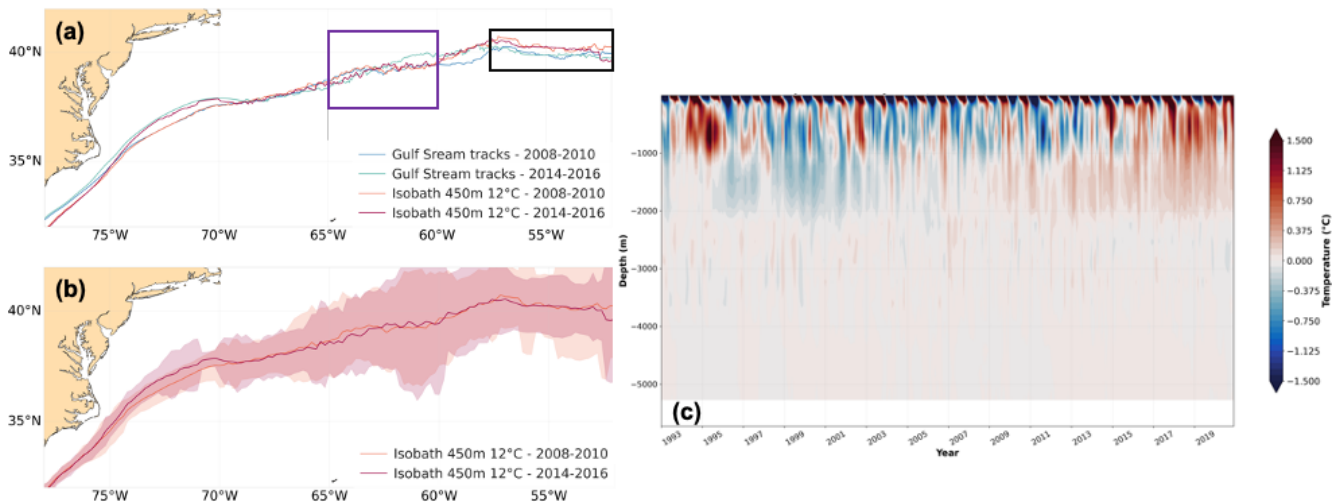 (a)
40°N
35°N
Gulf Sream tracks - 2008-2010
Gulf Stream tracks - 2014-2016
Isobath 450m 12°C - 2008-2010
Isobath 450m 12°C - 2014-2016
75°W 70°W 65°W 60°W 55°W
(b)
40°N
35°N
Isobath 450m 12°C - 2008-2010
Isobath 450m 12°C - 2014-2016
75°W 70°W 65°W 60°W 55°W
Depth (m)
-1000
-2000
-3000
-4000
-5000
(c)
1993 1995 1997 1999 2001 2003 2005 2007 2009 2011 2013 2015 2017 2019
Year
1.500
1.125
0.750
0.375
0.000
-0.375
-0.750
-1.125
-1.500
Temperature (°C)